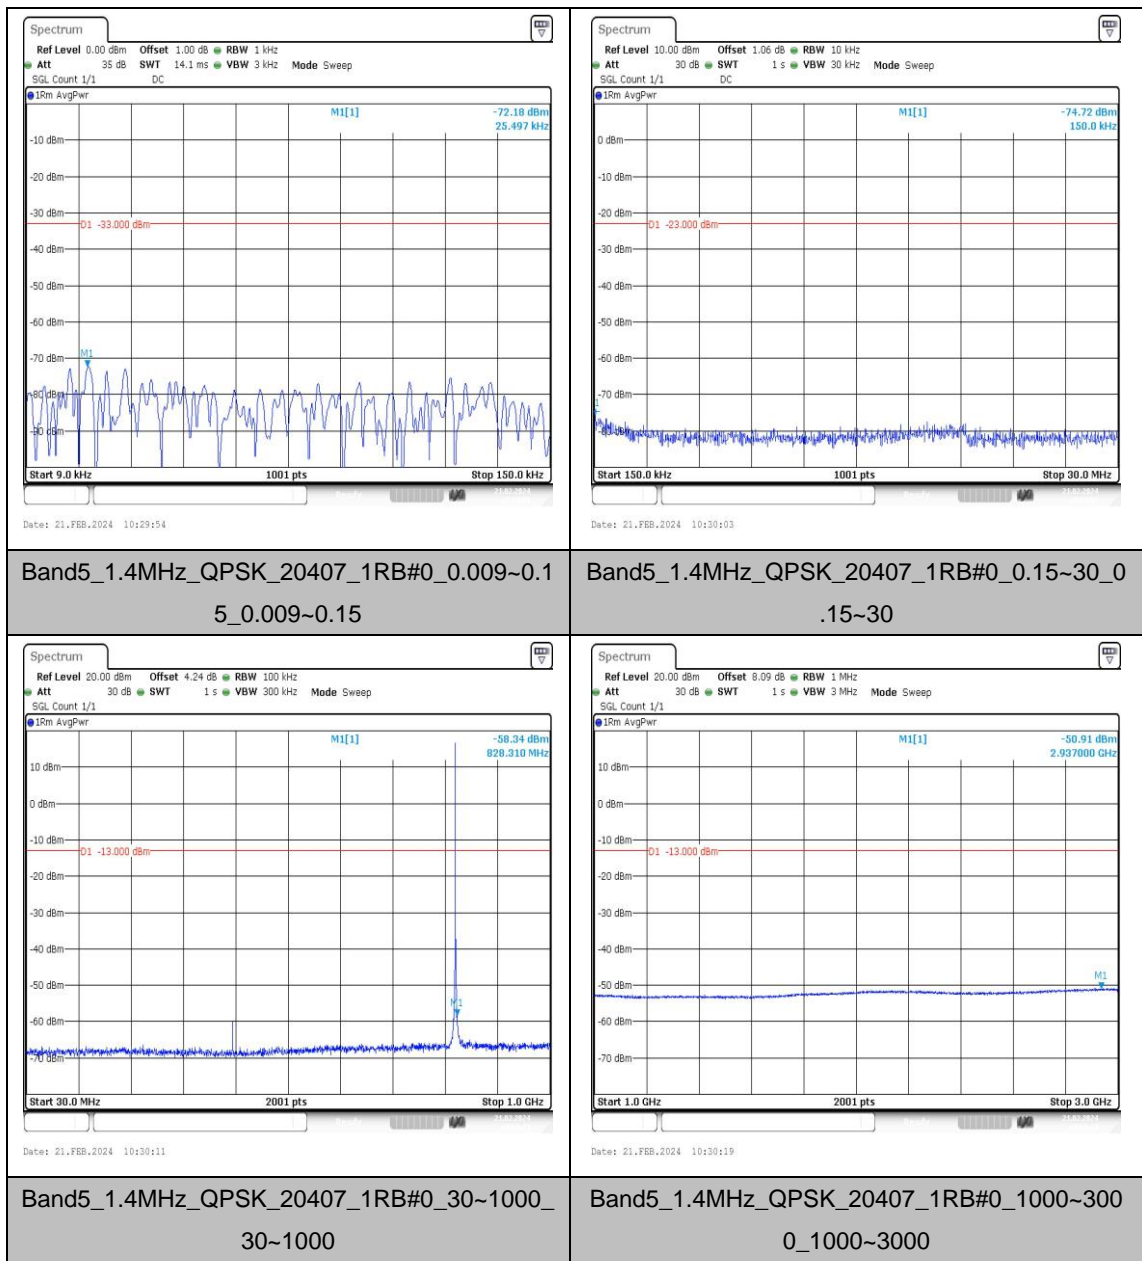 Spectrum
Ref Level 0.00 dBm Offset 1.00 dB RBW 1 kHz
Att 35 dB SWT 14.1 ms VBW 3 kHz Mode Sweep
SGL Count 1/1 DC
1Rm AvgPwr
M1[1] -72.18 dBm
25.497 kHz
-10 dBm
-20 dBm
-30 dBm
D1 -33.000 dBm
-40 dBm
-50 dBm
-60 dBm
-70 dBm
M1
-80 dBm
-90 dBm
Start 9.0 kHz 1001 pts Stop 150.0 kHz
Date: 21.FEB.2024 10:29:54
Band5_1.4MHz_QPSK_20407_1RB#0_0.009~0.1
5_0.009~0.15
Spectrum
Ref Level 10.00 dBm Offset 1.06 dB RBW 10 kHz
Att 30 dB SWT 1 s VBW 30 kHz Mode Sweep
SGL Count 1/1 DC
1Rm AvgPwr
M1[1] -74.72 dBm
150.0 kHz
0 dBm
-10 dBm
-20 dBm
D1 -23.000 dBm
-30 dBm
-40 dBm
-50 dBm
-60 dBm
-70 dBm
-80 dBm
Start 150.0 kHz 1001 pts Stop 30.0 MHz
Date: 21.FEB.2024 10:30:03
Band5_1.4MHz_QPSK_20407_1RB#0_0.15~30_0
.15~30
Spectrum
Ref Level 20.00 dBm Offset 4.24 dB RBW 100 kHz
Att 30 dB SWT 1 s VBW 300 kHz Mode Sweep
SGL Count 1/1
1Rm AvgPwr
M1[1] -58.34 dBm
828.310 MHz
10 dBm
0 dBm
-10 dBm
D1 -13.000 dBm
-20 dBm
-30 dBm
-40 dBm
-50 dBm
M1
-60 dBm
-70 dBm
Start 30.0 MHz 2001 pts Stop 1.0 GHz
Date: 21.FEB.2024 10:30:11
Band5_1.4MHz_QPSK_20407_1RB#0_30~1000_
30~1000
Spectrum
Ref Level 20.00 dBm Offset 8.09 dB RBW 1 MHz
Att 30 dB SWT 1 s VBW 3 MHz Mode Sweep
SGL Count 1/1
1Rm AvgPwr
M1[1] -50.91 dBm
2.937000 GHz
10 dBm
0 dBm
-10 dBm
D1 -13.000 dBm
-20 dBm
-30 dBm
-40 dBm
M1
-50 dBm
-60 dBm
-70 dBm
Start 1.0 GHz 2001 pts Stop 3.0 GHz
Date: 21.FEB.2024 10:30:19
Band5_1.4MHz_QPSK_20407_1RB#0_1000~300
0_1000~3000